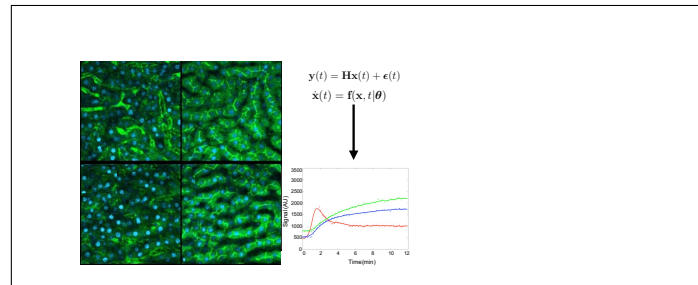 y(t) = Hx(t) + ϵ(t)
ẋ(t) = f(x, t|θ)
Signal(AU)
3500
3000
2500
2000
1500
1000
500
0
0 2 4 6 8 10 12
Time(min)